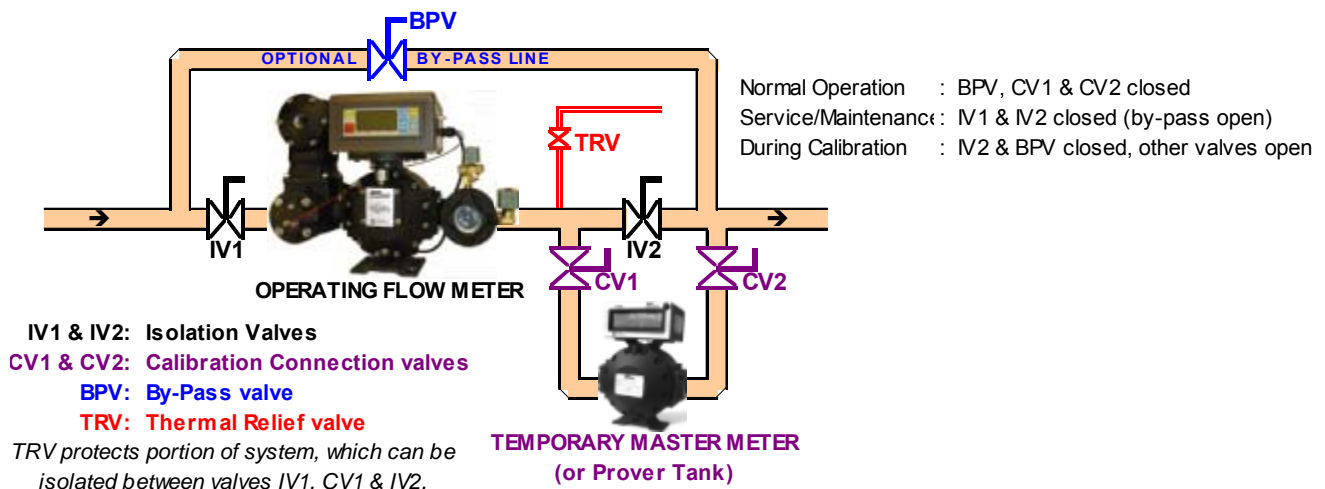 BPV
OPTIONAL BY-PASS LINE
Normal Operation : BPV, CV1 & CV2 closed
Service/Maintenance: IV1 & IV2 closed (by-pass open)
During Calibration : IV2 & BPV closed, other valves open
TRV
IV1
IV2
CV1
CV2
OPERATING FLOW METER
IV1 & IV2: Isolation Valves
CV1 & CV2: Calibration Connection valves
BPV: By-Pass valve
TRV: Thermal Relief valve
TRV protects portion of system, which can be
isolated between valves IV1, CV1 & IV2.
TEMPORARY MASTER METER
(or Prover Tank)